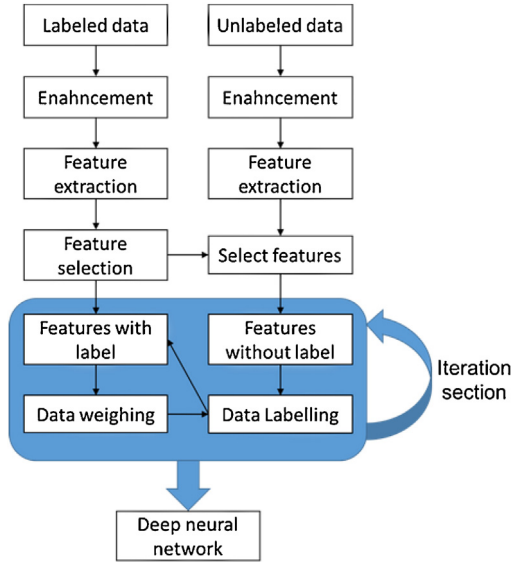 Labeled data
Unlabeled data
Enahncement
Enahncement
Feature
extraction
Feature
extraction
Feature
selection
Select features
Features with
label
Features
without label
Iteration
section
Data weighing
Data Labelling
Deep neural
network